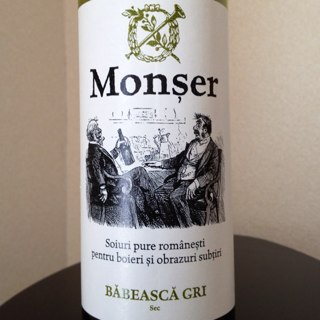 Monșer
Soiuri pure românești
pentru boieri și obrazuri subțiri
BĂBEASCĂ GRI
Sec